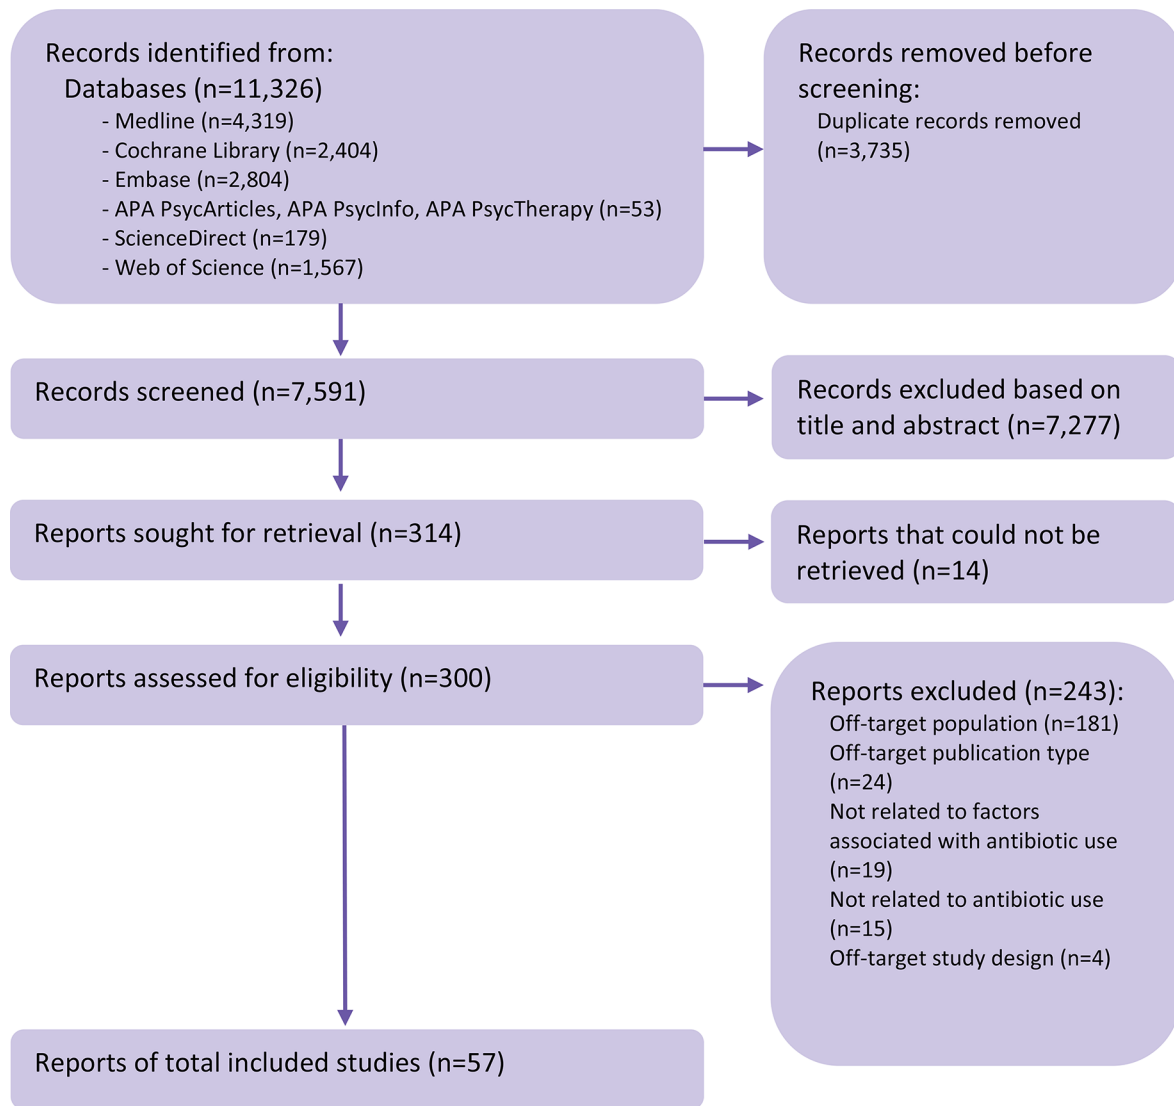 Records identified from:
Databases (n=11,326)
- Medline (n=4,319)
- Cochrane Library (n=2,404)
- Embase (n=2,804)
- APA PsycArticles, APA PsycInfo, APA PsycTherapy (n=53)
- ScienceDirect (n=179)
- Web of Science (n=1,567)
Records removed before
screening:
Duplicate records removed
(n=3,735)
Records screened (n=7,591)
Records excluded based on
title and abstract (n=7,277)
Reports sought for retrieval (n=314)
Reports that could not be
retrieved (n=14)
Reports assessed for eligibility (n=300)
Reports excluded (n=243):
Off-target population (n=181)
Off-target publication type
(n=24)
Not related to factors
associated with antibiotic use
(n=19)
Not related to antibiotic use
(n=15)
Off-target study design (n=4)
Reports of total included studies (n=57)